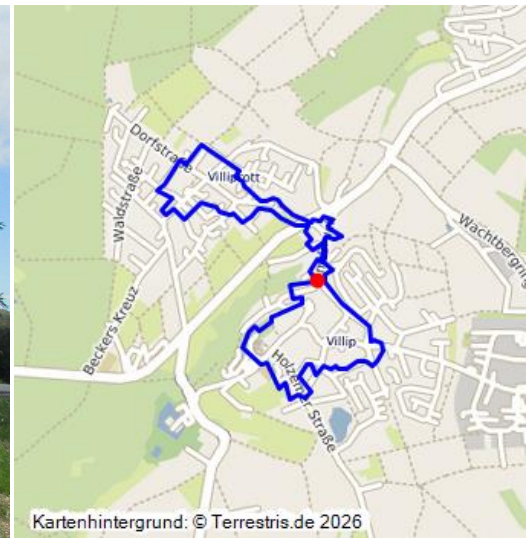 Dorfstraße
Villiprott
Waldstraße
Wachtbergring
Beckers Kreuz
Villip
Holzemer Straße
Kartenhintergrund: © Terrestris.de 2026